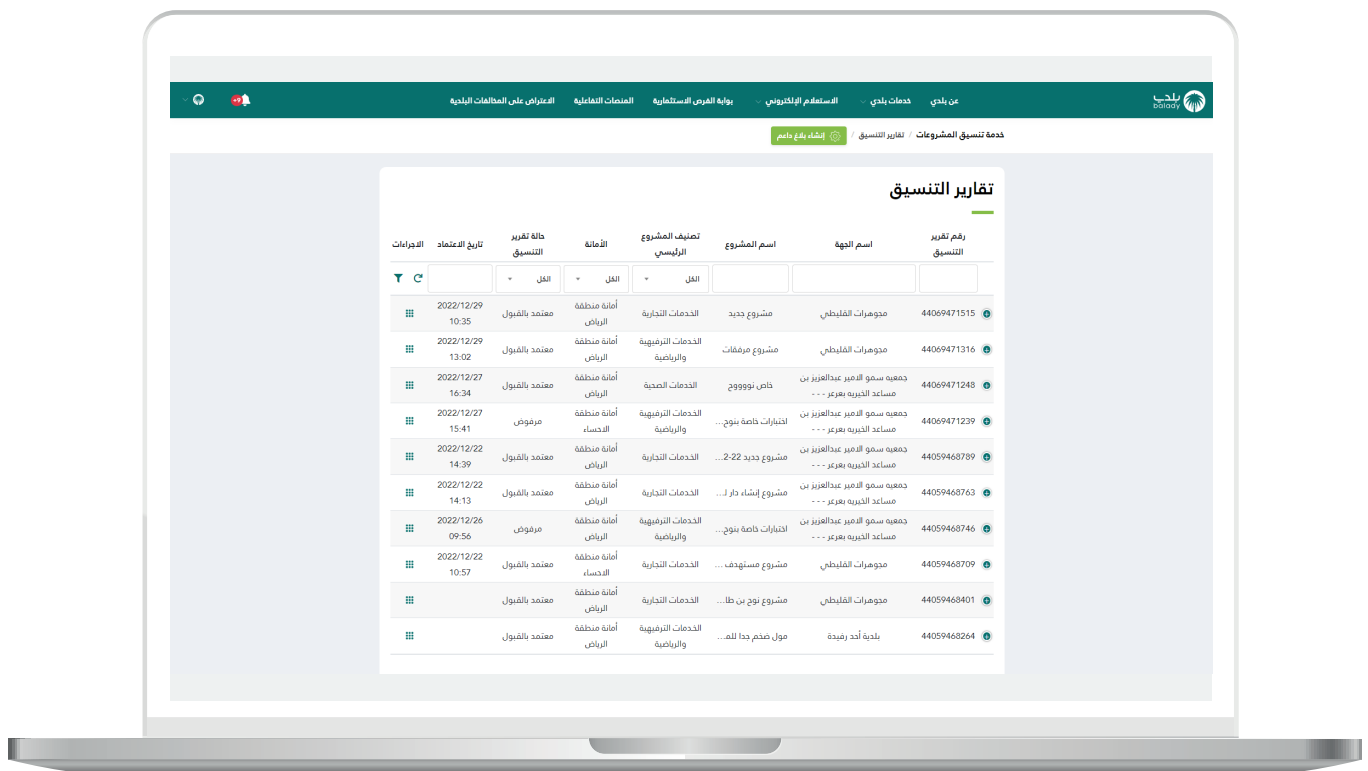 بلدي
balady
عن بلدي
خدمات بلدي
الاستعلام الإلكتروني
بوابة الفرص الاستثمارية
المنصات التفاعلية
الاعتراض على المخالفات البلدية
+9
خدمة تنسيق المشروعات / تقارير التنسيق / إنشاء بلاغ داعم
تقارير التنسيق
رقم تقرير التنسيق
اسم الجهة
اسم المشروع
تصنيف المشروع الرئيسي
الأمانة
حالة تقرير التنسيق
تاريخ الاعتماد
الاجراءات
الكل الكل الكل
44069471515 مجوهرات القليطي مشروع جديد الخدمات التجارية أمانة منطقة الرياض معتمد بالقبول 2022/12/29 10:35
44069471316 مجوهرات القليطي مشروع مرفقات الخدمات الترفيهية والرياضية أمانة منطقة الرياض معتمد بالقبول 2022/12/29 13:02
44069471248 جمعيه سمو الامير عبدالعزيز بن مساعد الخيريه بعرعر - - - خاص نووووح الخدمات الصحية أمانة منطقة الرياض معتمد بالقبول 2022/12/27 16:34
44069471239 جمعيه سمو الامير عبدالعزيز بن مساعد الخيريه بعرعر - - - اختبارات خاصة بنوح... الخدمات الترفيهية والرياضية أمانة منطقة الاحساء مرفوض 2022/12/27 15:41
44059468789 جمعيه سمو الامير عبدالعزيز بن مساعد الخيريه بعرعر - - - مشروع جديد 22-2... الخدمات التجارية أمانة منطقة الرياض معتمد بالقبول 2022/12/22 14:39
44059468763 جمعيه سمو الامير عبدالعزيز بن مساعد الخيريه بعرعر - - - مشروع إنشاء دار لـ... الخدمات التجارية أمانة منطقة الرياض معتمد بالقبول 2022/12/22 14:13
44059468746 جمعيه سمو الامير عبدالعزيز بن مساعد الخيريه بعرعر - - - اختبارات خاصة بنوح... الخدمات الترفيهية والرياضية أمانة منطقة الرياض مرفوض 2022/12/26 09:56
44059468709 مجوهرات القليطي مشروع مستهدف ... الخدمات التجارية أمانة منطقة الاحساء معتمد بالقبول 2022/12/22 10:57
44059468401 مجوهرات القليطي مشروع نوح بن طا... الخدمات التجارية أمانة منطقة الرياض معتمد بالقبول
44059468264 بلدية أحد رفيدة مول ضخم جدا للمـ... الخدمات الترفيهية والرياضية أمانة منطقة الرياض معتمد بالقبول